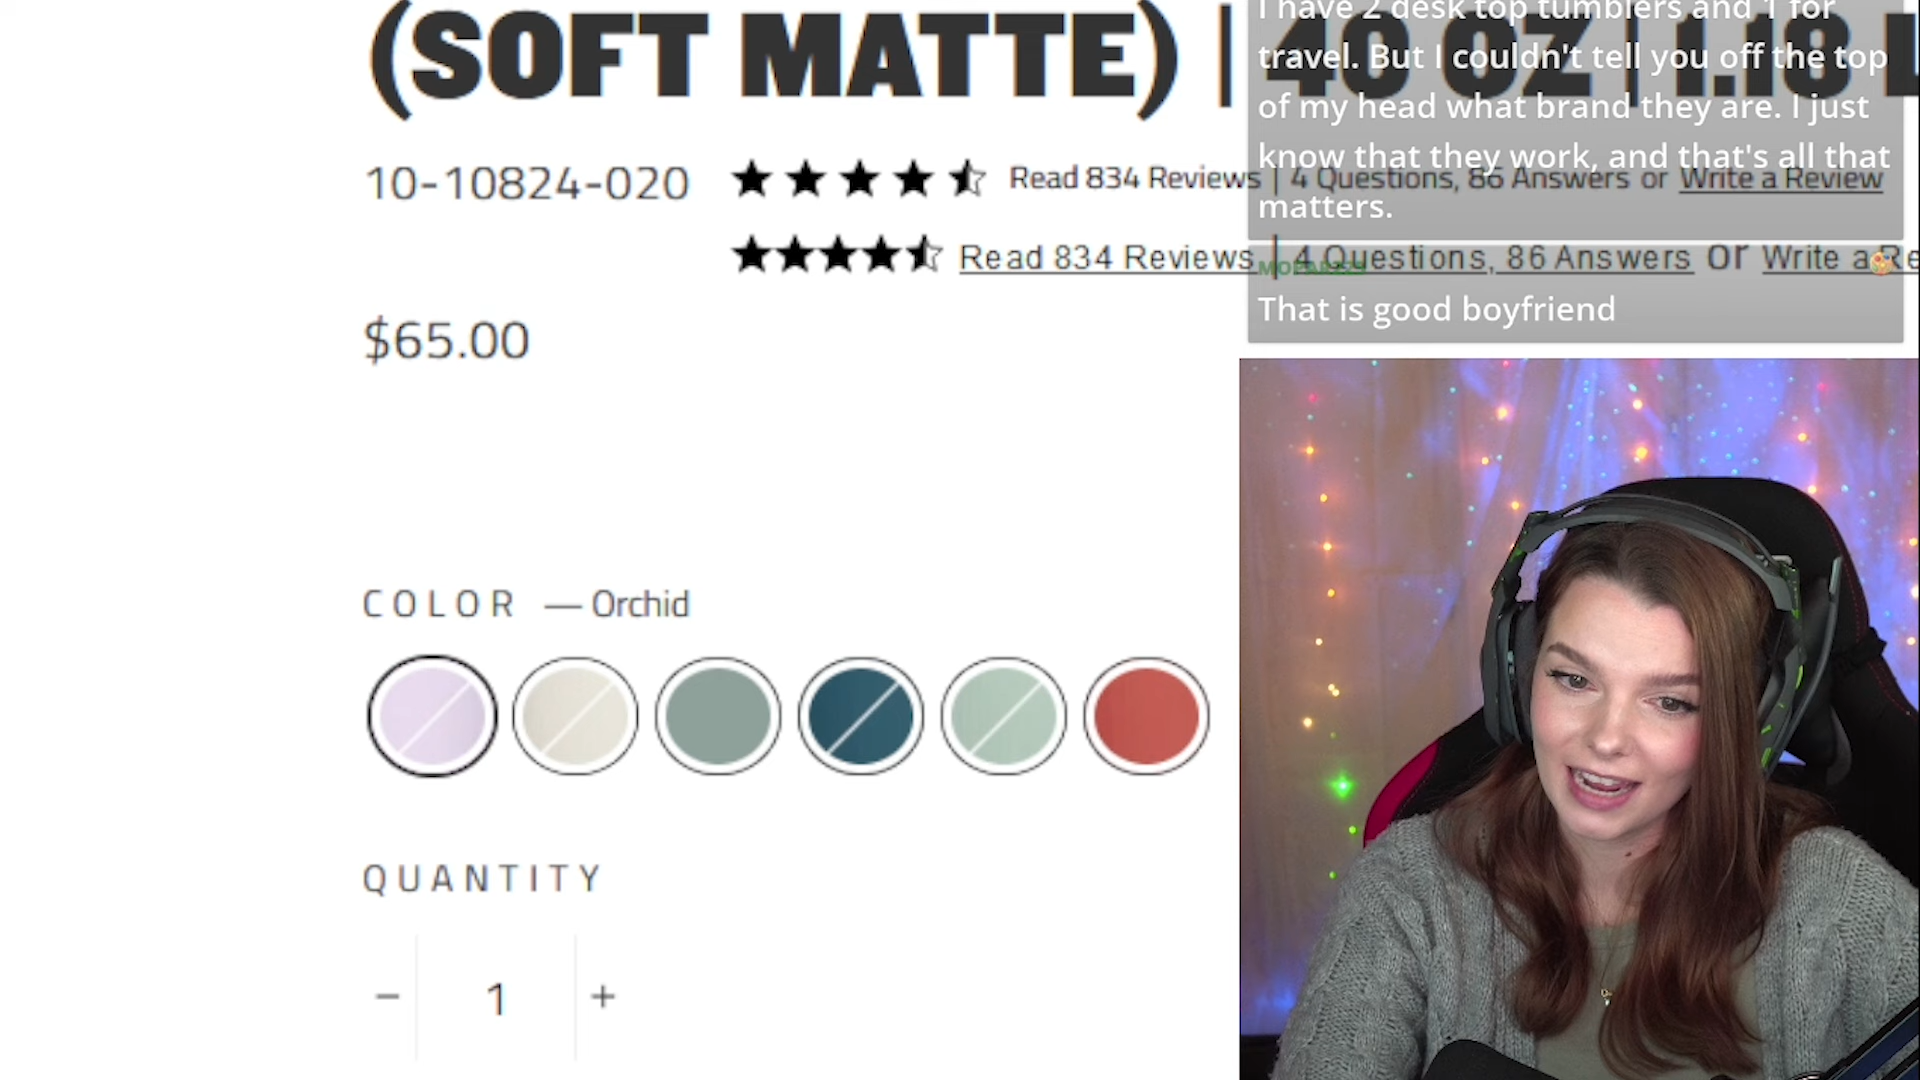 (SOFT MATTE) | 40 OZ | 1.18 L
I have 2 desk top tumblers and 1 for
travel. But I couldn't tell you off the top
of my head what brand they are. I just
know that they work, and that's all that
matters.
10-10824-020
Read 834 Reviews | 4 Questions, 86 Answers or Write a Review
Read 834 Reviews | 4 Questions, 86 Answers or Write a Re
That is good boyfriend
$65.00
COLOR — Orchid
QUANTITY
− 1 +